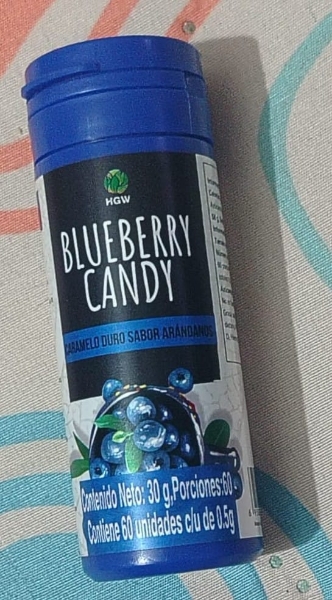 HGW
BLUEBERRY
CANDY
CARAMELO DURO SABOR ARÁNDANOS
Contenido Neto: 30 g,Porciones:60
Contiene 60 unidades c/u de 0.5g